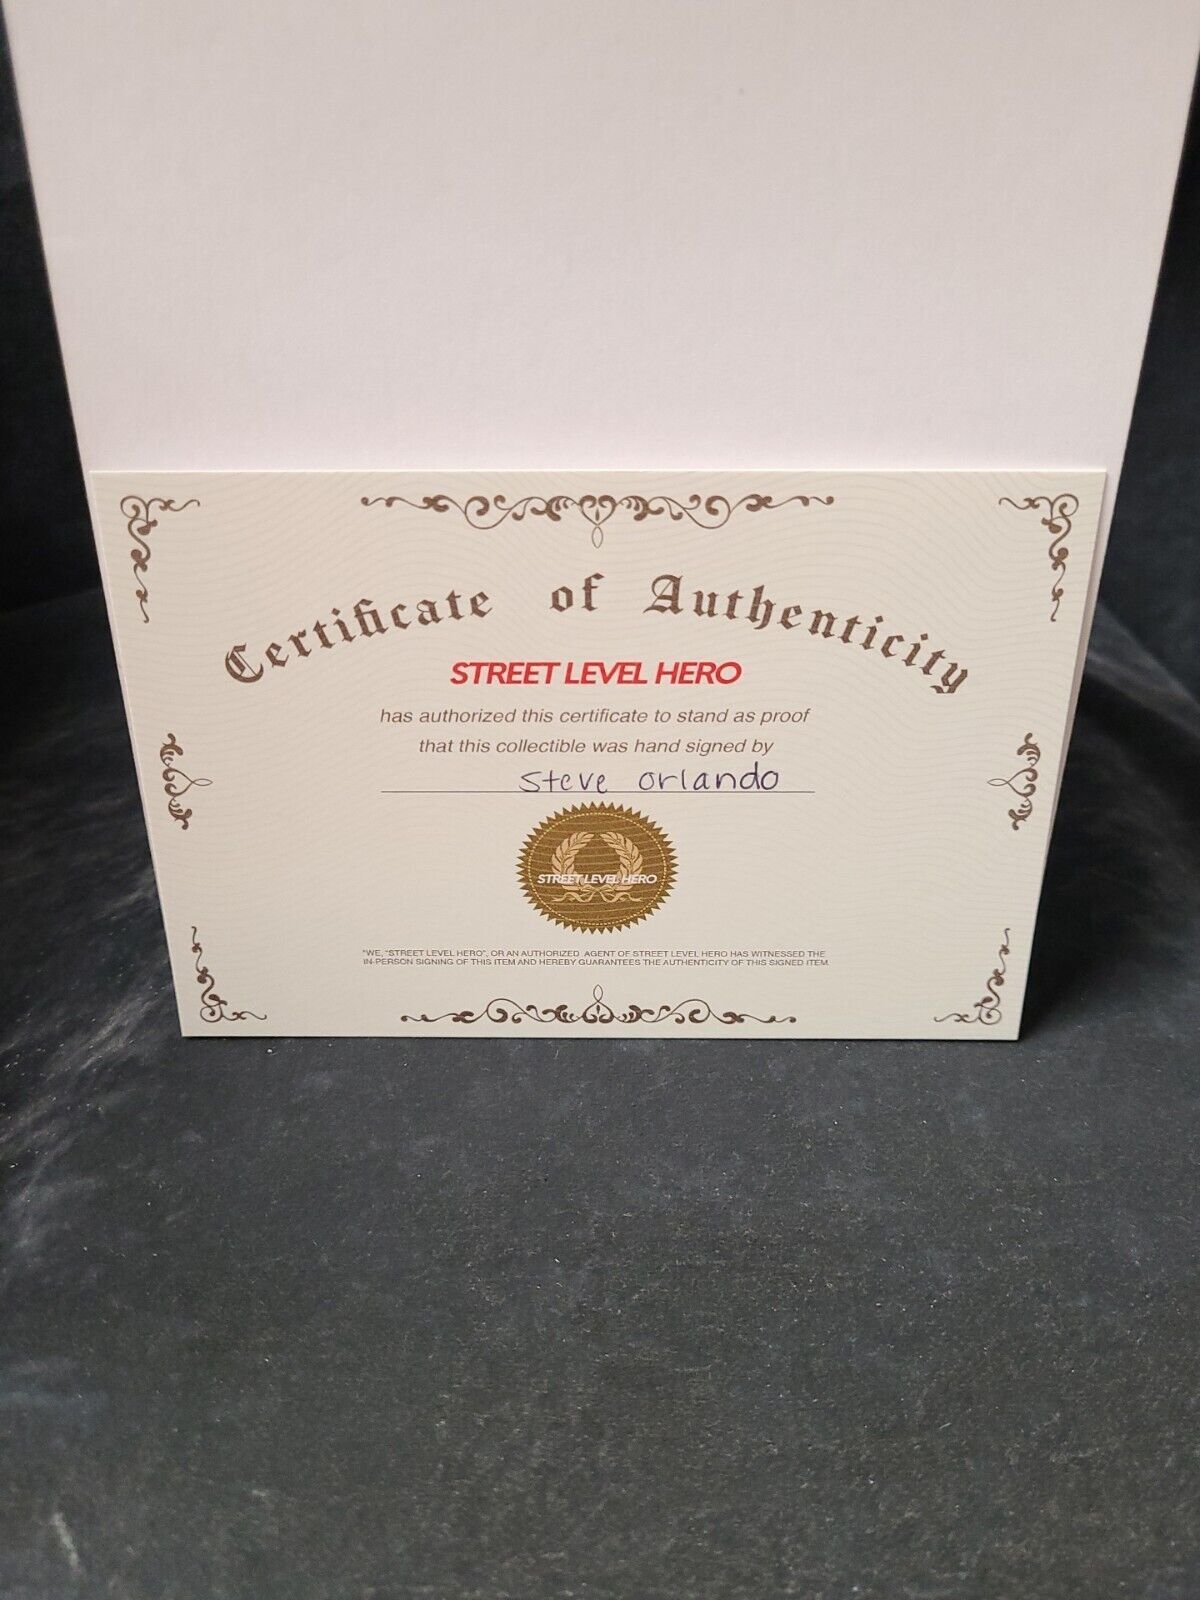 Certificate of Authenticity
STREET LEVEL HERO
has authorized this certificate to stand as proof
that this collectible was hand signed by
Steve Orlando
STREET LEVEL HERO
"WE, "STREET LEVEL HERO", OR AN AUTHORIZED AGENT OF STREET LEVEL HERO HAS WITNESSED THE
IN-PERSON SIGNING OF THIS ITEM AND HEREBY GUARANTEES THE AUTHENTICITY OF THIS SIGNED ITEM.